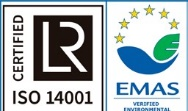 CERTIFIED
LR
ISO 14001
EMAS
VERIFIED
ENVIRONMENTAL